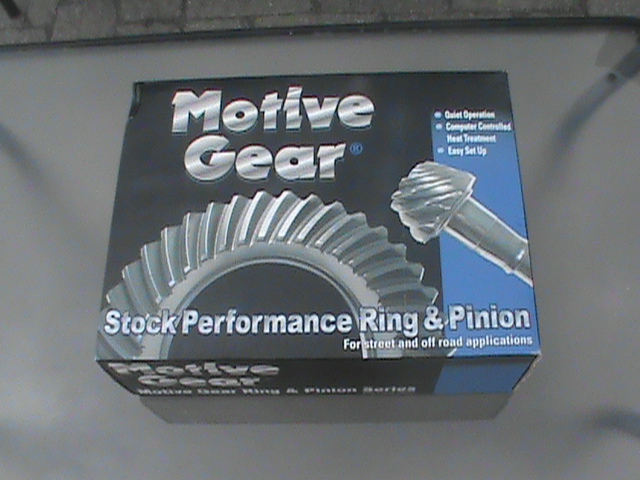 Motive
Gear®
Quiet Operation
Computer Controlled
Heat Treatment
Easy Set Up
Stock Performance Ring & Pinion
For street and off road applications
Motive
Gear
Motive Gear Ring & Pinion Series